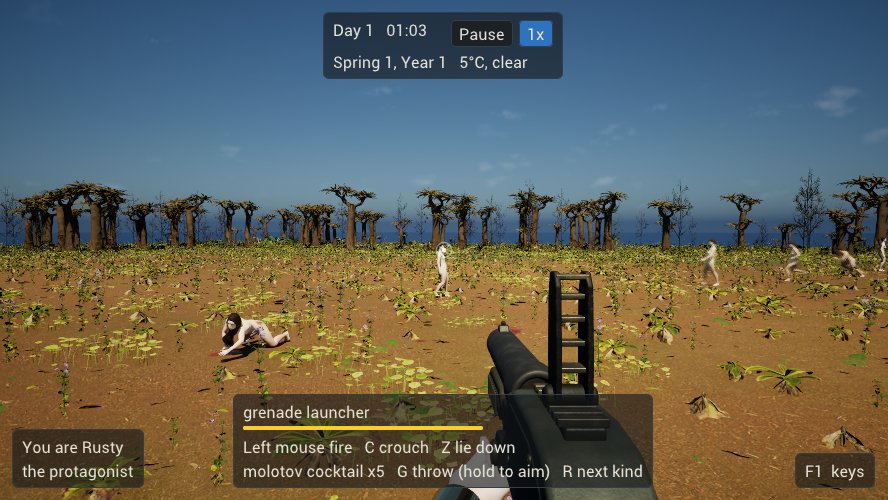 Day 1 01:03 Pause 1x
Spring 1, Year 1 5°C, clear
grenade launcher
Left mouse fire C crouch Z lie down
molotov cocktail x5 G throw (hold to aim) R next kind
You are Rusty
the protagonist
F1 keys